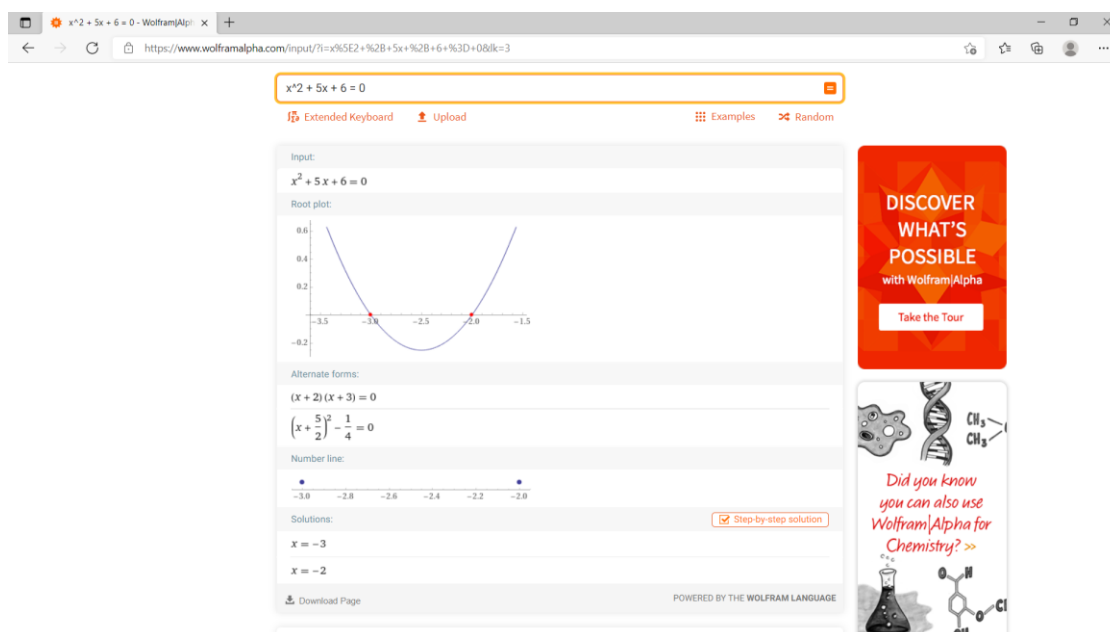 x^2 + 5x + 6 = 0 - Wolfram|Alph
https://www.wolframalpha.com/input/?i=x%5E2+%2B+5x+%2B+6+%3D+0&lk=3
x^2 + 5x + 6 = 0
Extended Keyboard Upload Examples Random
Input:
x² + 5 x + 6 = 0
Root plot:
0.6
0.4
0.2
-3.5 -3.0 -2.5 -2.0 -1.5
-0.2
Alternate forms:
(x + 2) (x + 3) = 0
(x + 5/2)² - 1/4 = 0
Number line:
-3.0 -2.8 -2.6 -2.4 -2.2 -2.0
Solutions:
Step-by-step solution
x = -3
x = -2
Download Page
POWERED BY THE WOLFRAM LANGUAGE
DISCOVER
WHAT'S
POSSIBLE
with Wolfram|Alpha
Take the Tour
CH₃
CH₃
Did you know
you can also use
Wolfram|Alpha for
Chemistry? >>
O H
O Cl